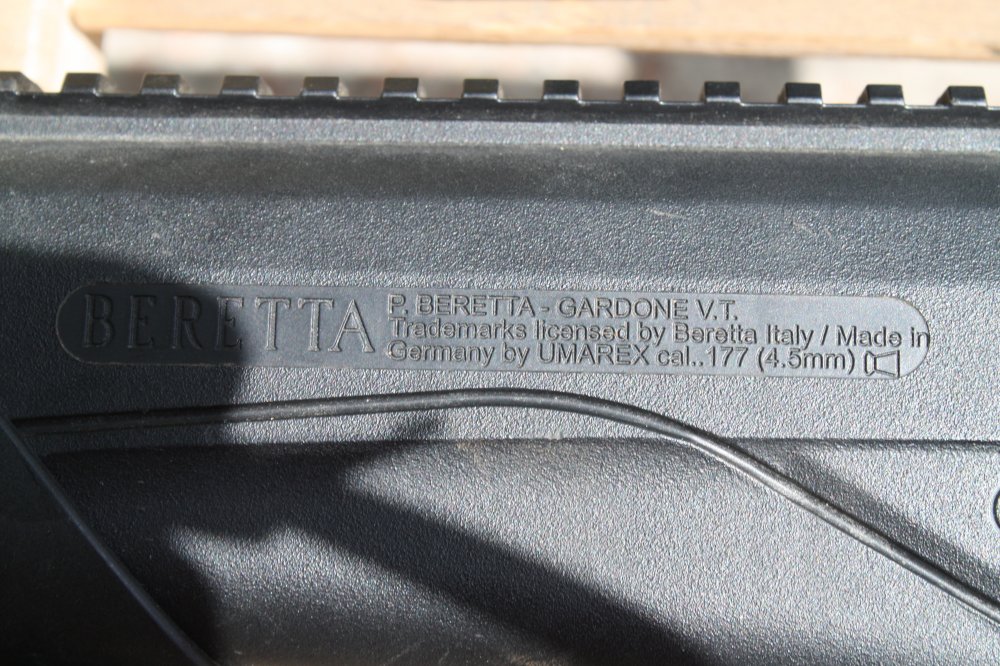 BERETTA
P. BERETTA - GARDONE V.T.
Trademarks licensed by Beretta Italy / Made in
Germany by UMAREX cal..177 (4.5mm)